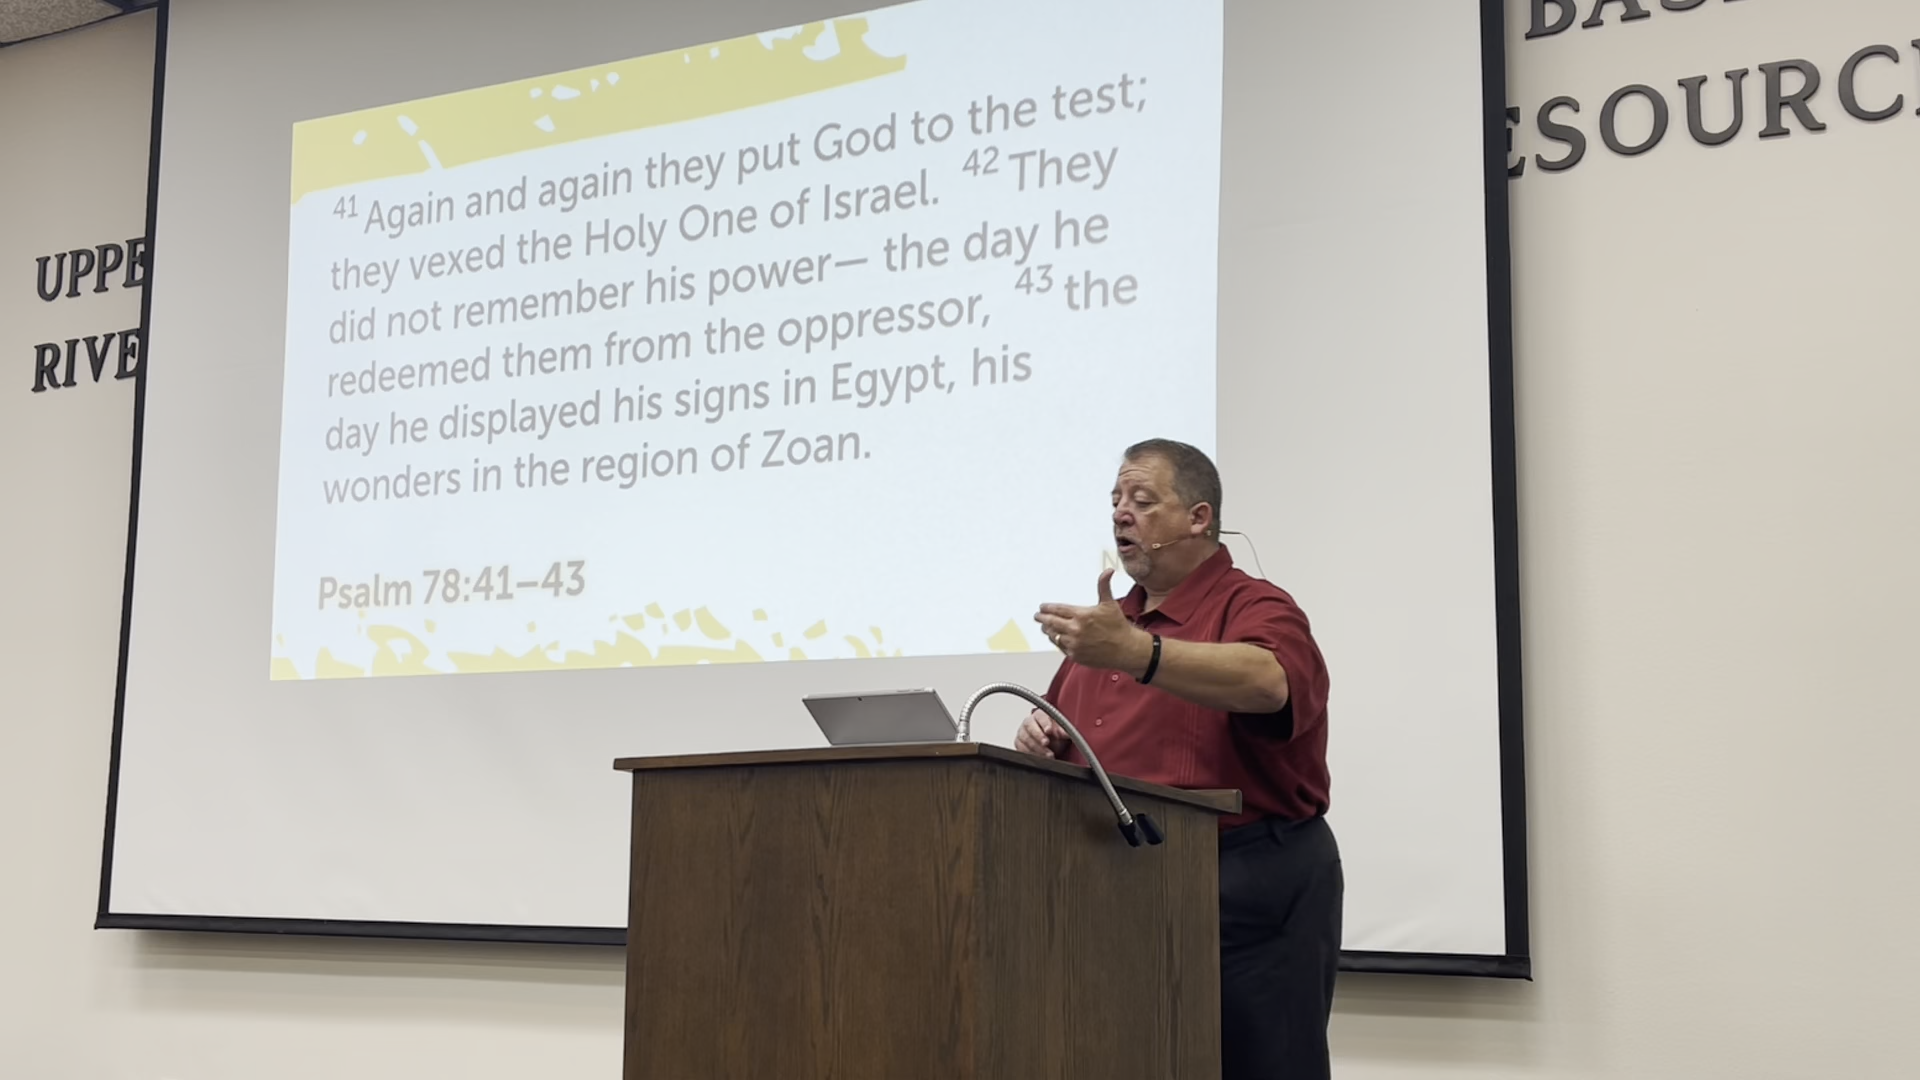 BAS
ESOURC
UPPE
RIVE
41 Again and again they put God to the test;
they vexed the Holy One of Israel. 42 They
did not remember his power— the day he
redeemed them from the oppressor, 43 the
day he displayed his signs in Egypt, his
wonders in the region of Zoan.
Psalm 78:41–43
N